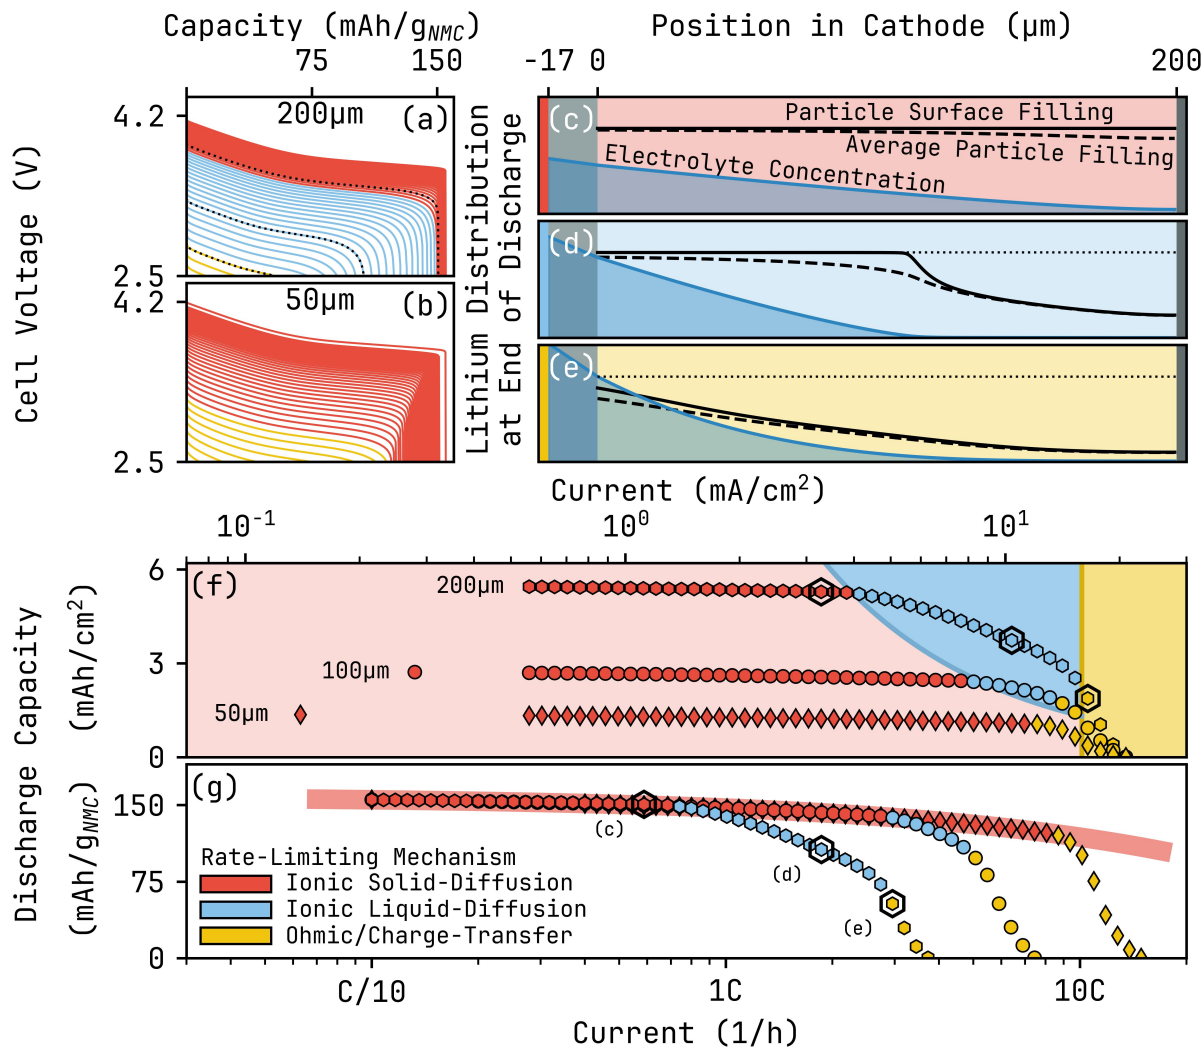 Capacity (mAh/gNMC)
75 150
Position in Cathode (µm)
-17 0 200
Cell Voltage (V)
4.2
2.5
200µm (a)
4.2
2.5
50µm (b)
Lithium Distribution
at End of Discharge
(c)
Particle Surface Filling
Average Particle Filling
Electrolyte Concentration
(d)
(e)
Current (mA/cm²)
10⁻¹ 10⁰ 10¹
Discharge Capacity
(mAh/cm²)
6
3
0
(f)
200µm
100µm
50µm
(mAh/gNMC)
150
75
0
(g)
(c)
(d)
(e)
Rate-Limiting Mechanism
Ionic Solid-Diffusion
Ionic Liquid-Diffusion
Ohmic/Charge-Transfer
C/10 1C 10C
Current (1/h)